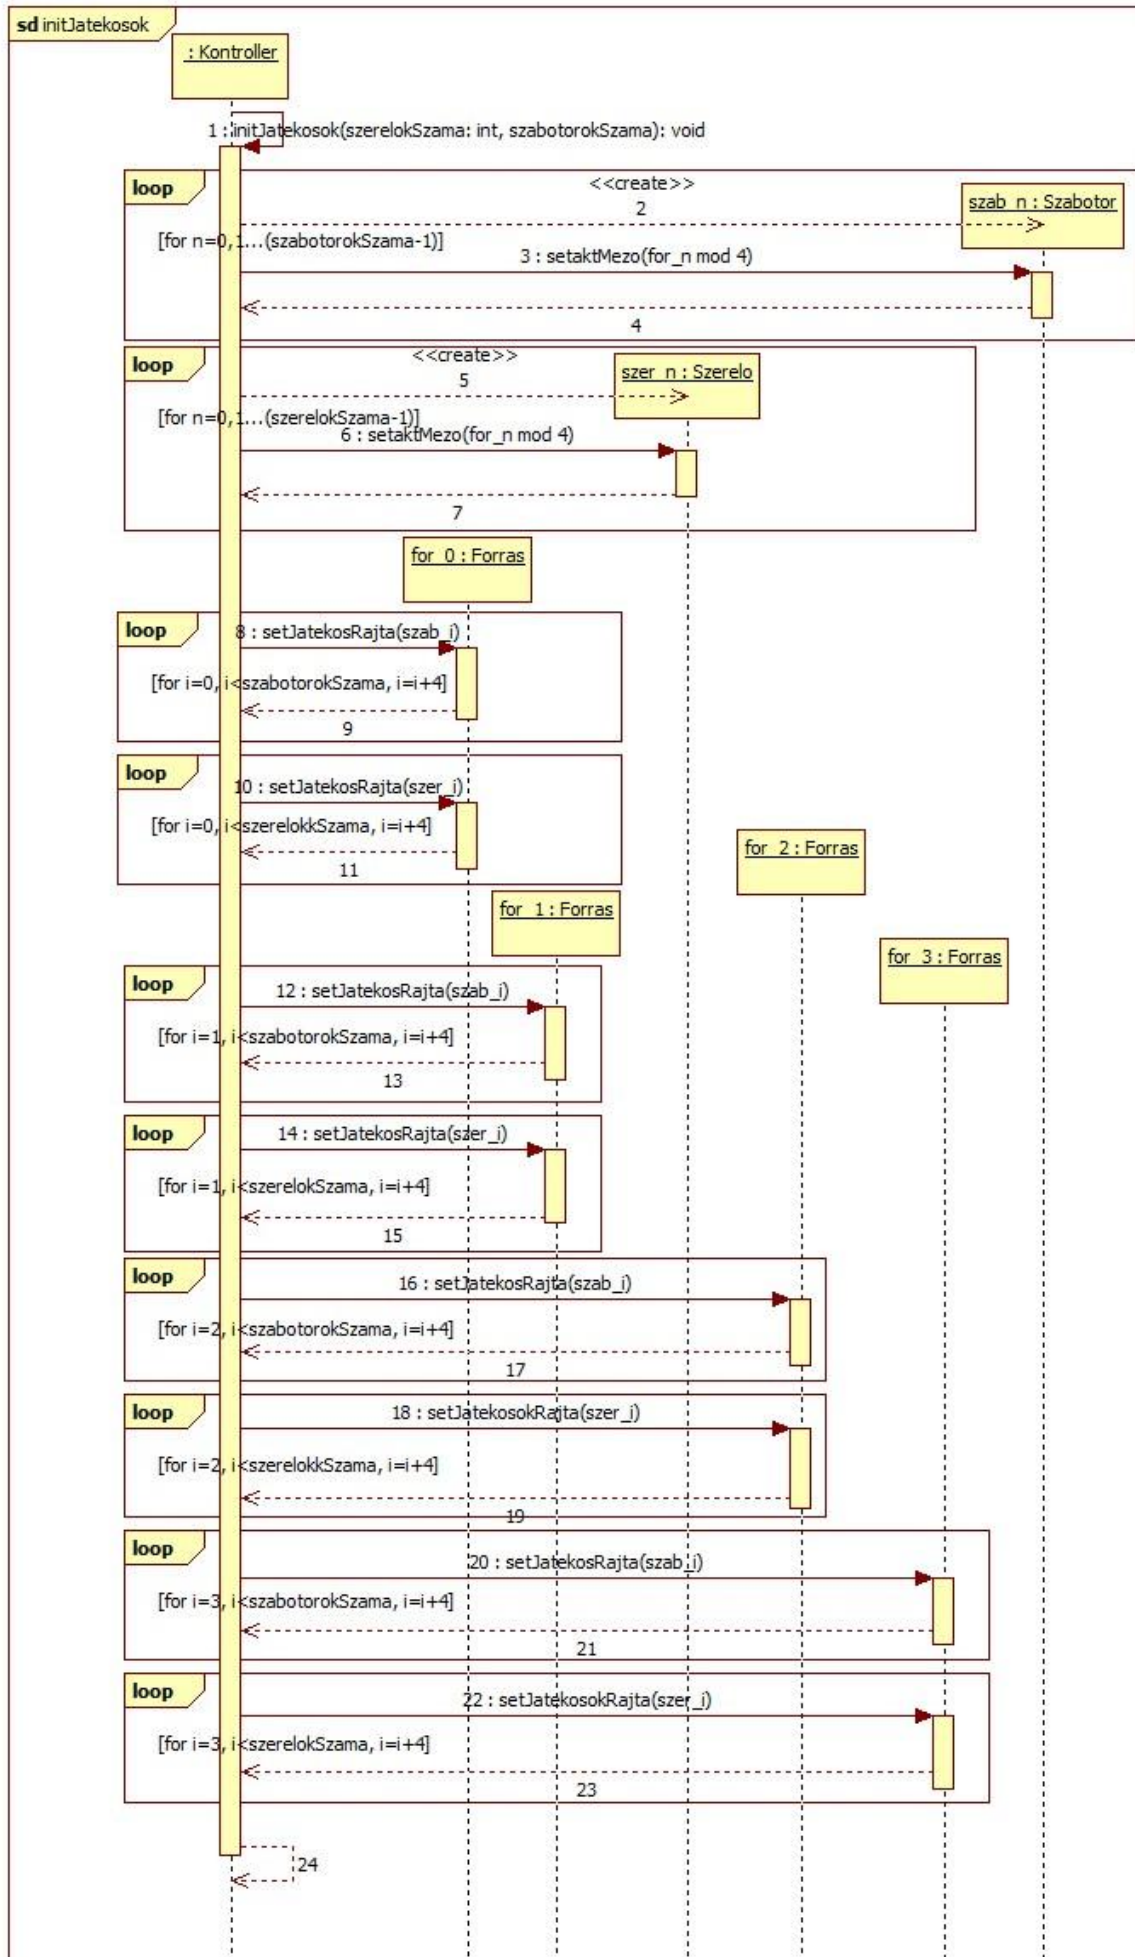 sd initJatekosok
: Kontroller
1 : initJatekosok(szerelokSzama: int, szabotorokSzama): void
loop
<<create>>
2
szab_n : Szabotor
[for n=0,1...(szabotorokSzama-1)]
3 : setaktMezo(for_n mod 4)
4
loop
<<create>>
5
szer_n : Szerelo
[for n=0,1...(szerelokSzama-1)]
6 : setaktMezo(for_n mod 4)
7
for_0 : Forras
loop
8 : setJatekosRajta(szab_i)
[for i=0, i<szabotorokSzama, i=i+4]
9
loop
10 : setJatekosRajta(szer_i)
[for i=0, i<szerelokkSzama, i=i+4]
11
for_2 : Forras
for_1 : Forras
for_3 : Forras
loop
12 : setJatekosRajta(szab_i)
[for i=1, i<szabotorokSzama, i=i+4]
13
loop
14 : setJatekosRajta(szer_i)
[for i=1, i<szerelokSzama, i=i+4]
15
loop
16 : setJatekosRajta(szab_i)
[for i=2, i<szabotorokSzama, i=i+4]
17
loop
18 : setJatekosokRajta(szer_i)
[for i=2, i<szerelokkSzama, i=i+4]
19
loop
20 : setJatekosRajta(szab_i)
[for i=3, i<szabotorokSzama, i=i+4]
21
loop
22 : setJatekosokRajta(szer_i)
[for i=3, i<szerelokSzama, i=i+4]
23
24